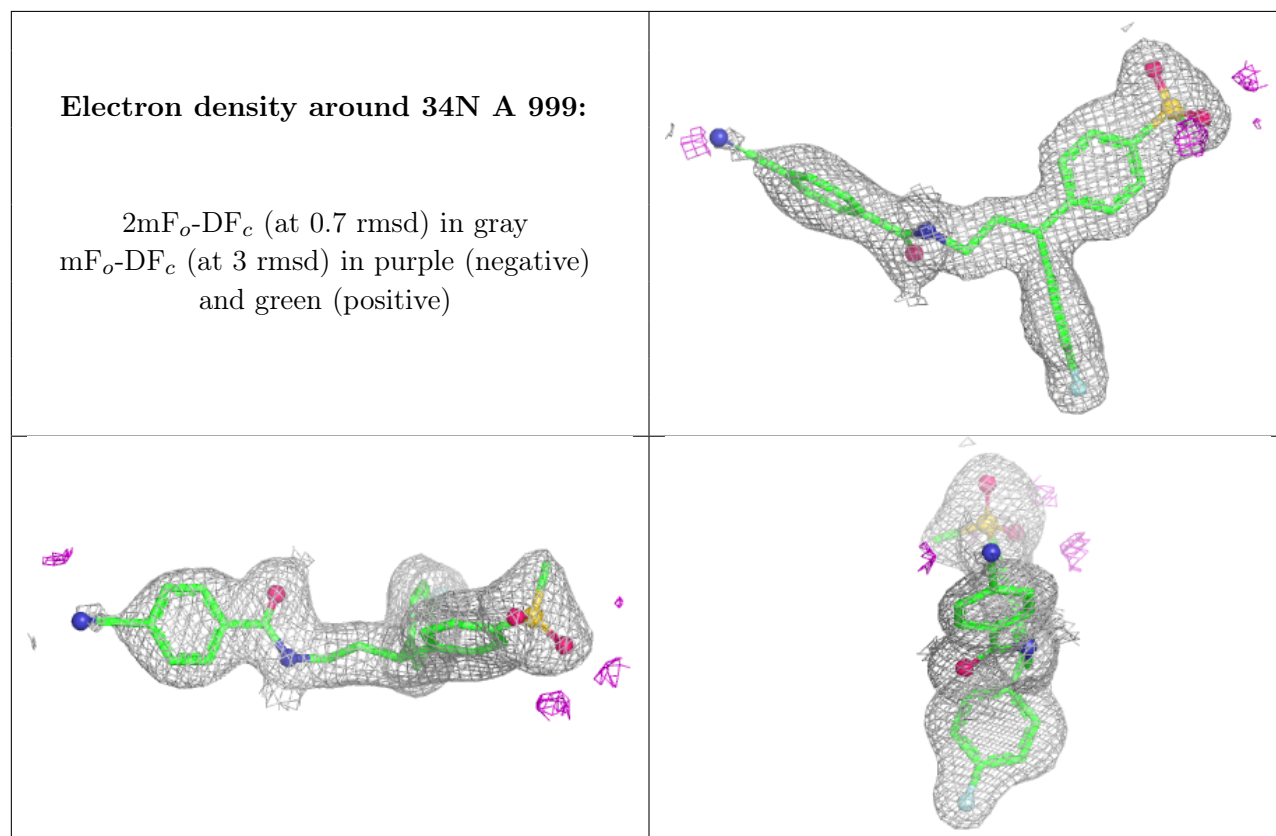 Electron density around 34N A 999:
2mFo-DFc (at 0.7 rmsd) in gray
mFo-DFc (at 3 rmsd) in purple (negative)
and green (positive)